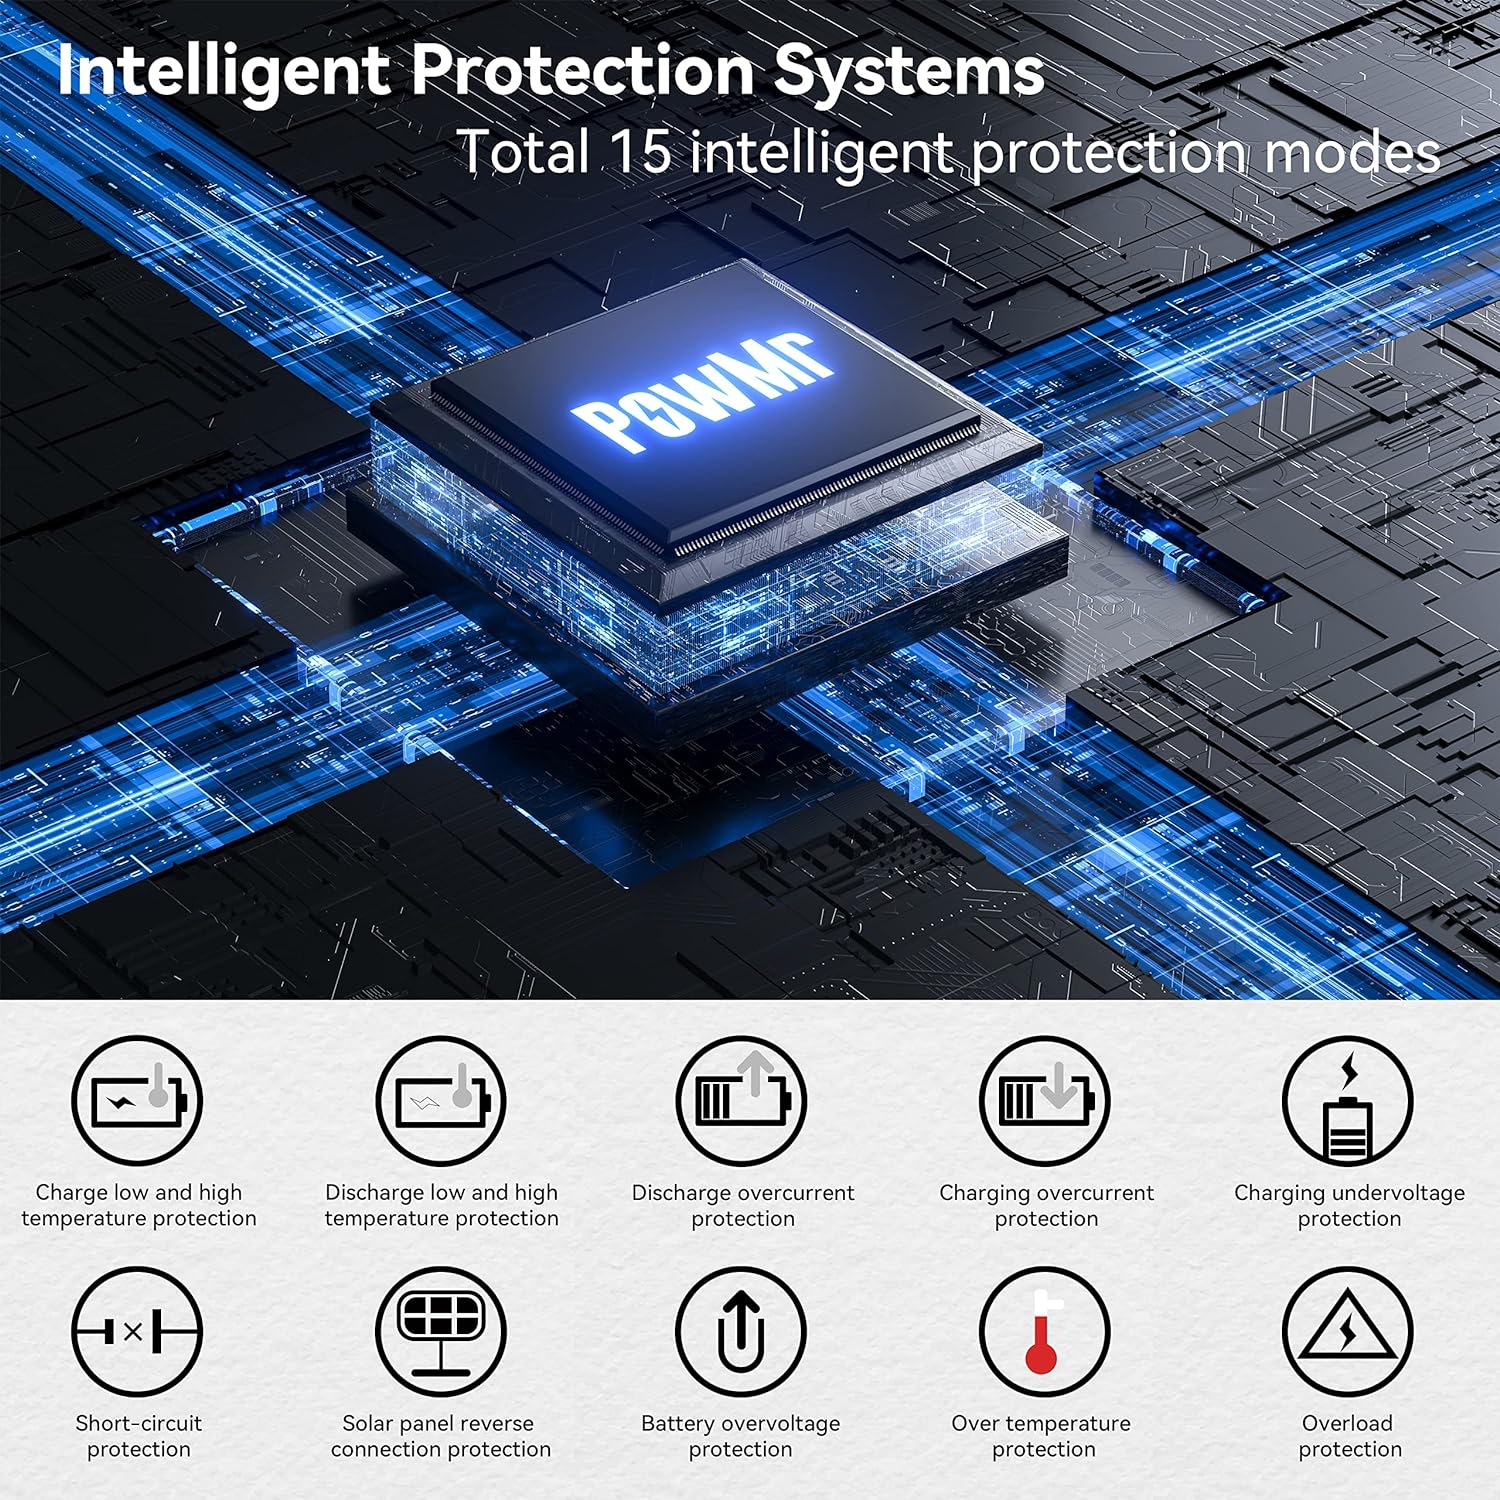 Intelligent Protection Systems
Total 15 intelligent protection modes
POWMr
Charge low and high
temperature protection
Discharge low and high
temperature protection
Discharge overcurrent
protection
Charging overcurrent
protection
Charging undervoltage
protection
Short-circuit
protection
Solar panel reverse
connection protection
Battery overvoltage
protection
Over temperature
protection
Overload
protection